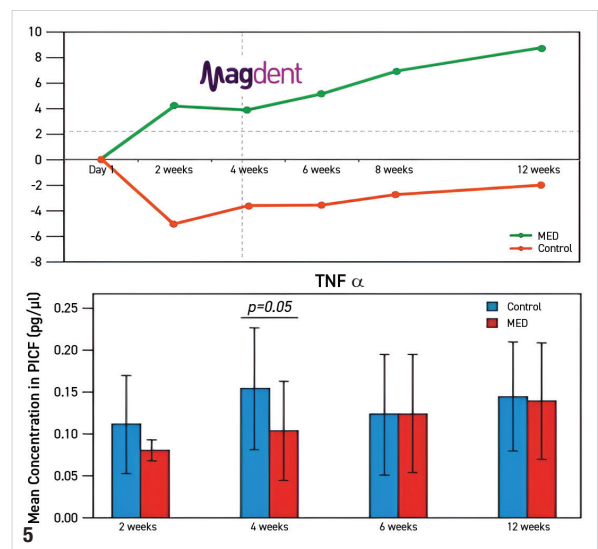 10
8
6
4
2
0
-2
-4
-6
-8
Magdent
Day 1 2 weeks 4 weeks 6 weeks 8 weeks 12 weeks
MED
Control
TNF α
Mean Concentration in PICF (pg/µl)
0.25
0.20
0.15
0.10
0.05
0.00
p=0.05
Control
MED
2 weeks 4 weeks 6 weeks 12 weeks
5